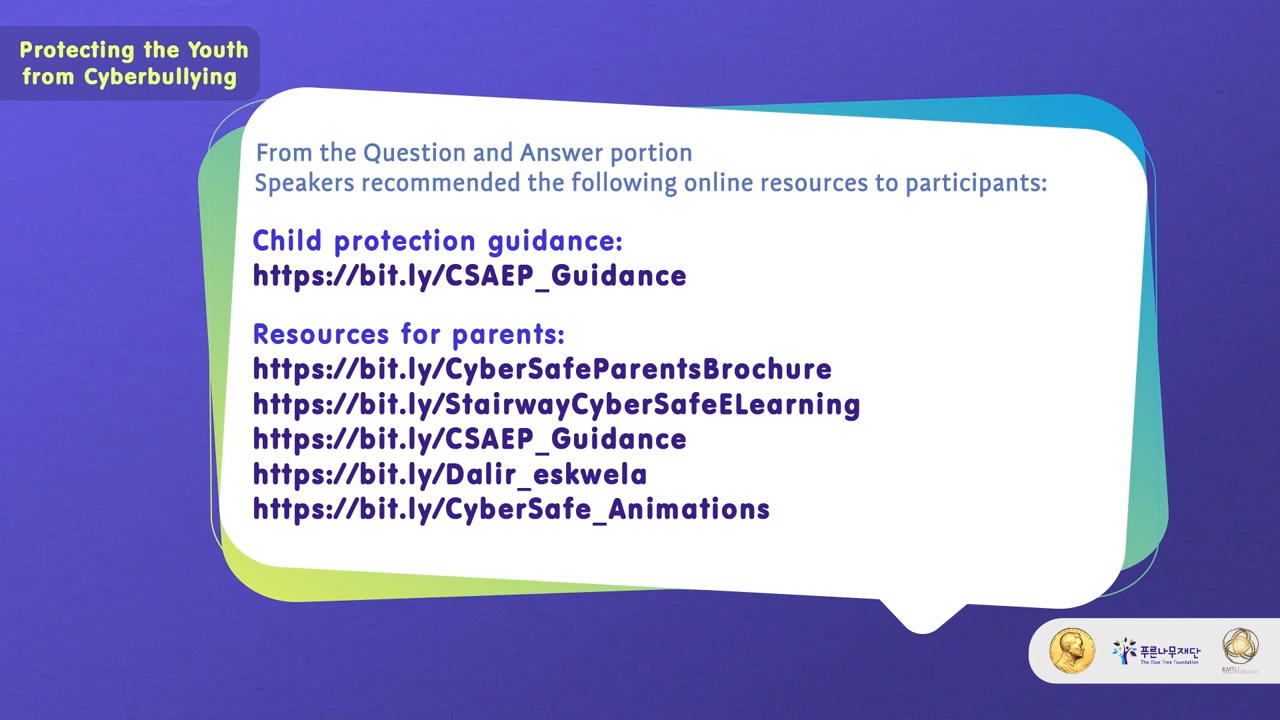 Protecting the Youth
from Cyberbullying
From the Question and Answer portion
Speakers recommended the following online resources to participants:
Child protection guidance:
https://bit.ly/CSAEP_Guidance
Resources for parents:
https://bit.ly/CyberSafeParentsBrochure
https://bit.ly/StairwayCyberSafeELearning
https://bit.ly/CSAEP_Guidance
https://bit.ly/Dalir_eskwela
https://bit.ly/CyberSafe_Animations
푸른나무재단
The Blue Tree Foundation
RMTLI